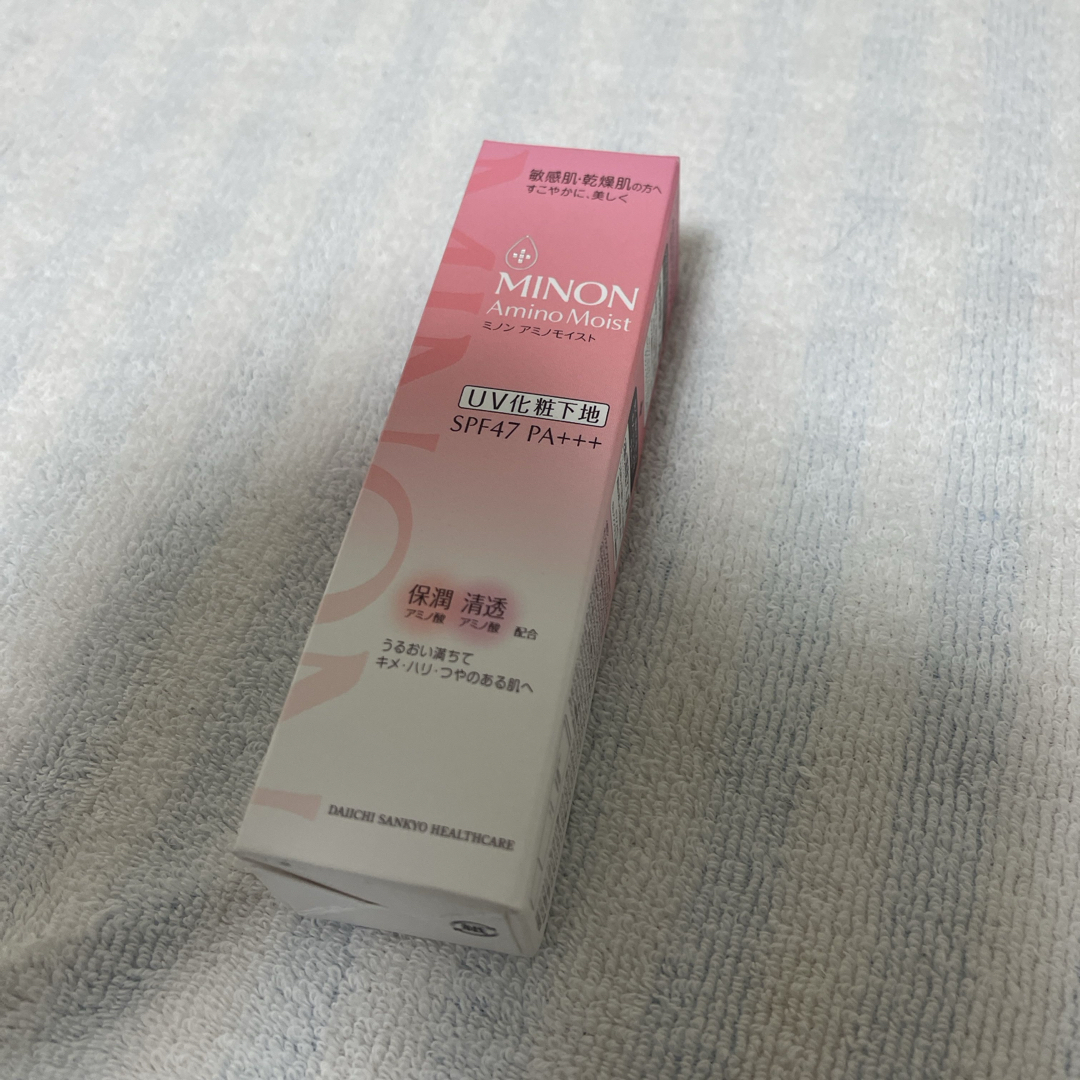 敏感肌・乾燥肌の方へ
すこやかに、美しく
MINON
Amino Moist
ミノン アミノモイスト
UV化粧下地
SPF47 PA+++
保潤 清透
アミノ酸 アミノ酸 配合
うるおい満ちて
キメ・ハリ・つやのある肌へ
DAIICHI SANKYO HEALTHCARE
MINON